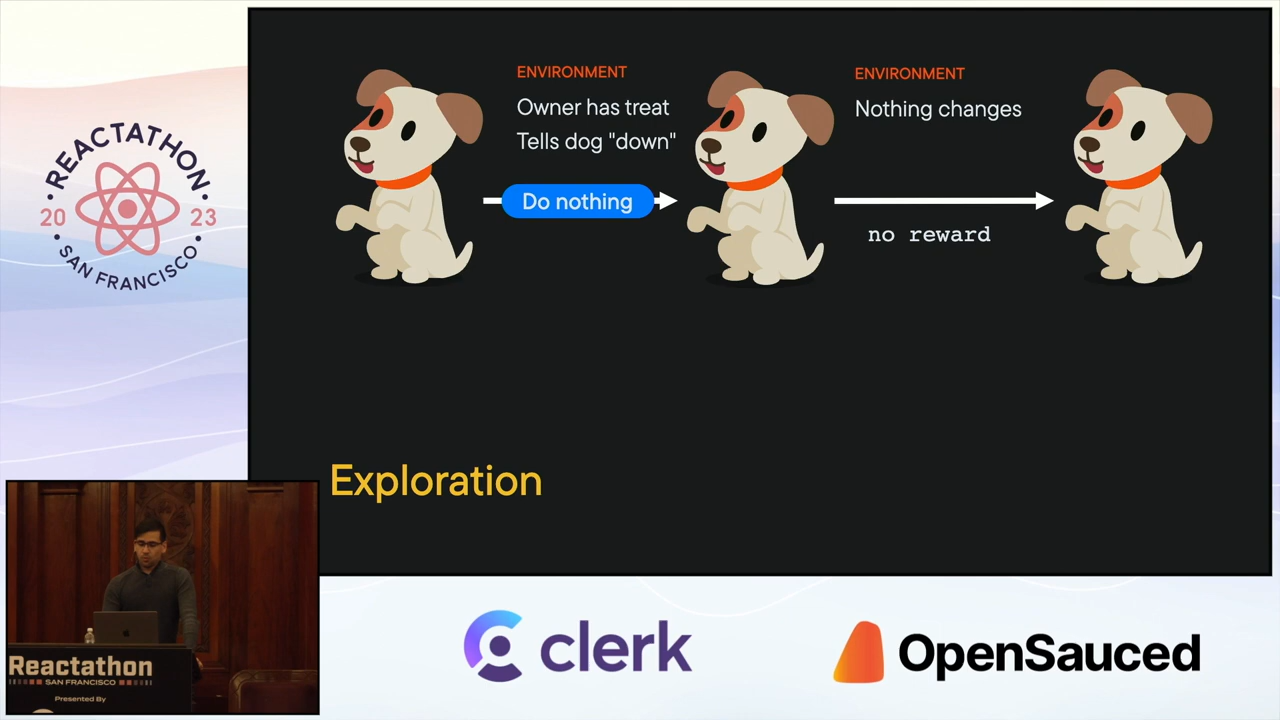 REACTATHON
20 23
SAN FRANCISCO
ENVIRONMENT
Owner has treat
Tells dog "down"
Do nothing
ENVIRONMENT
Nothing changes
no reward
Exploration
Reactathon
SAN FRANCISCO
Presented By
clerk
OpenSauced